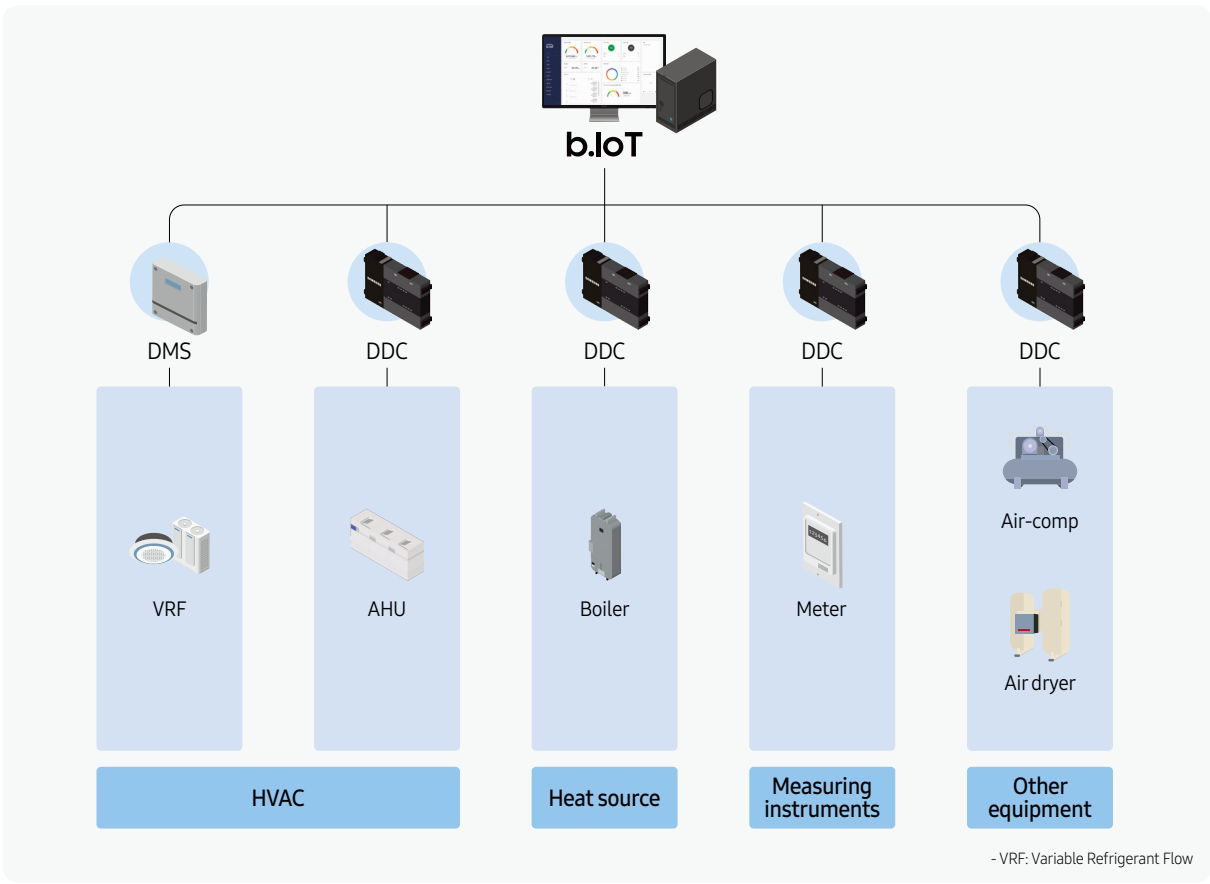 b.IoT
DMS
DDC
DDC
DDC
DDC
VRF
AHU
Boiler
Meter
Air-comp
Air dryer
HVAC
Heat source
Measuring
instruments
Other
equipment
- VRF: Variable Refrigerant Flow